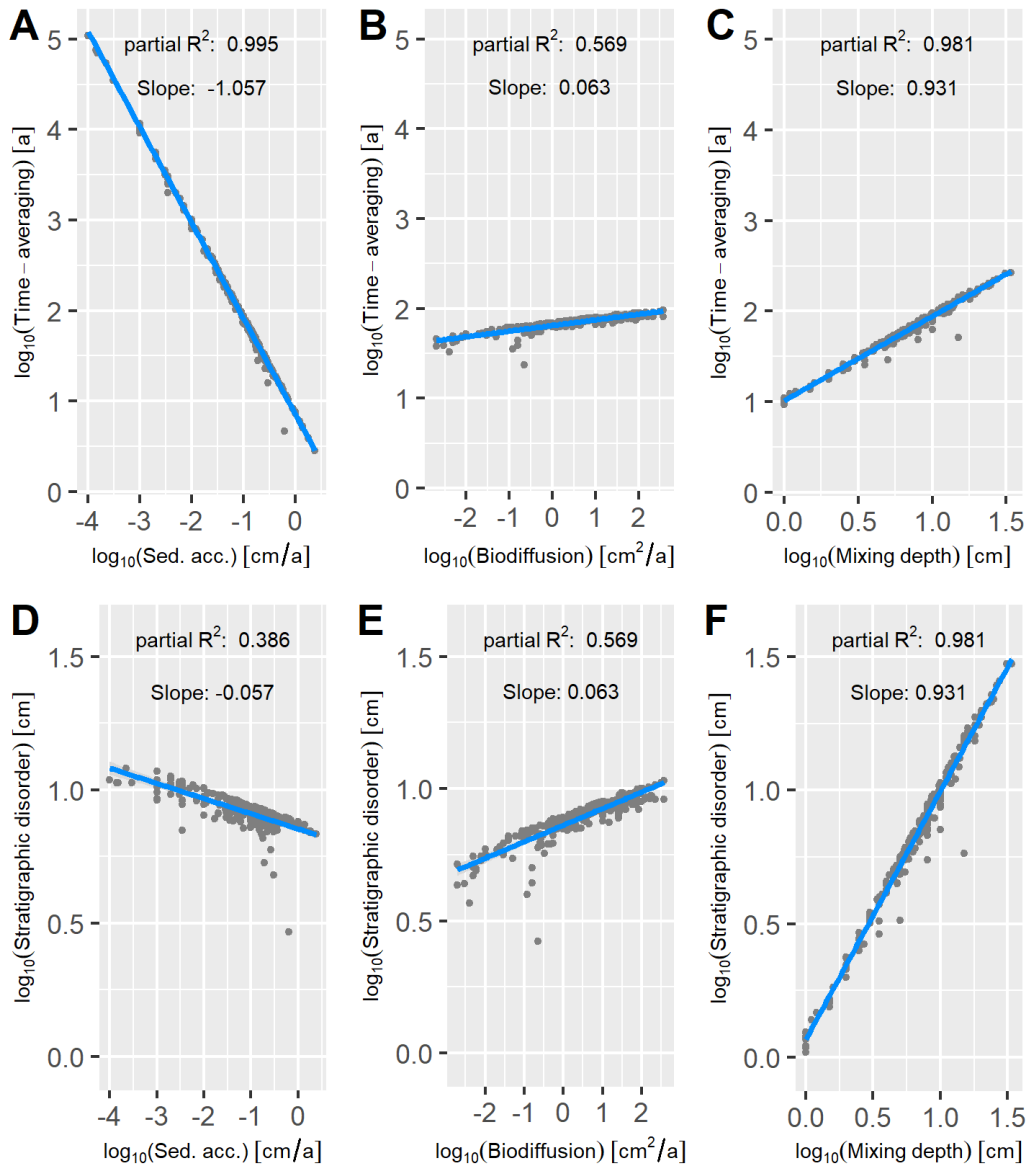 A
partial R²: 0.995
Slope: -1.057
log₁₀(Time−averaging) [a]
5
4
3
2
1
0
-4 -3 -2 -1 0
log₁₀(Sed. acc.) [cm/a]
B
partial R²: 0.569
Slope: 0.063
log₁₀(Time−averaging) [a]
5
4
3
2
1
0
-2 -1 0 1 2
log₁₀(Biodiffusion) [cm²/a]
C
partial R²: 0.981
Slope: 0.931
log₁₀(Time−averaging) [a]
5
4
3
2
1
0
0.0 0.5 1.0 1.5
log₁₀(Mixing depth) [cm]
D
partial R²: 0.386
Slope: -0.057
log₁₀(Stratigraphic disorder) [cm]
1.5
1.0
0.5
0.0
-4 -3 -2 -1 0
log₁₀(Sed. acc.) [cm/a]
E
partial R²: 0.569
Slope: 0.063
log₁₀(Stratigraphic disorder) [cm]
1.5
1.0
0.5
0.0
-2 -1 0 1 2
log₁₀(Biodiffusion) [cm²/a]
F
partial R²: 0.981
Slope: 0.931
log₁₀(Stratigraphic disorder) [cm]
1.5
1.0
0.5
0.0
0.0 0.5 1.0 1.5
log₁₀(Mixing depth) [cm]